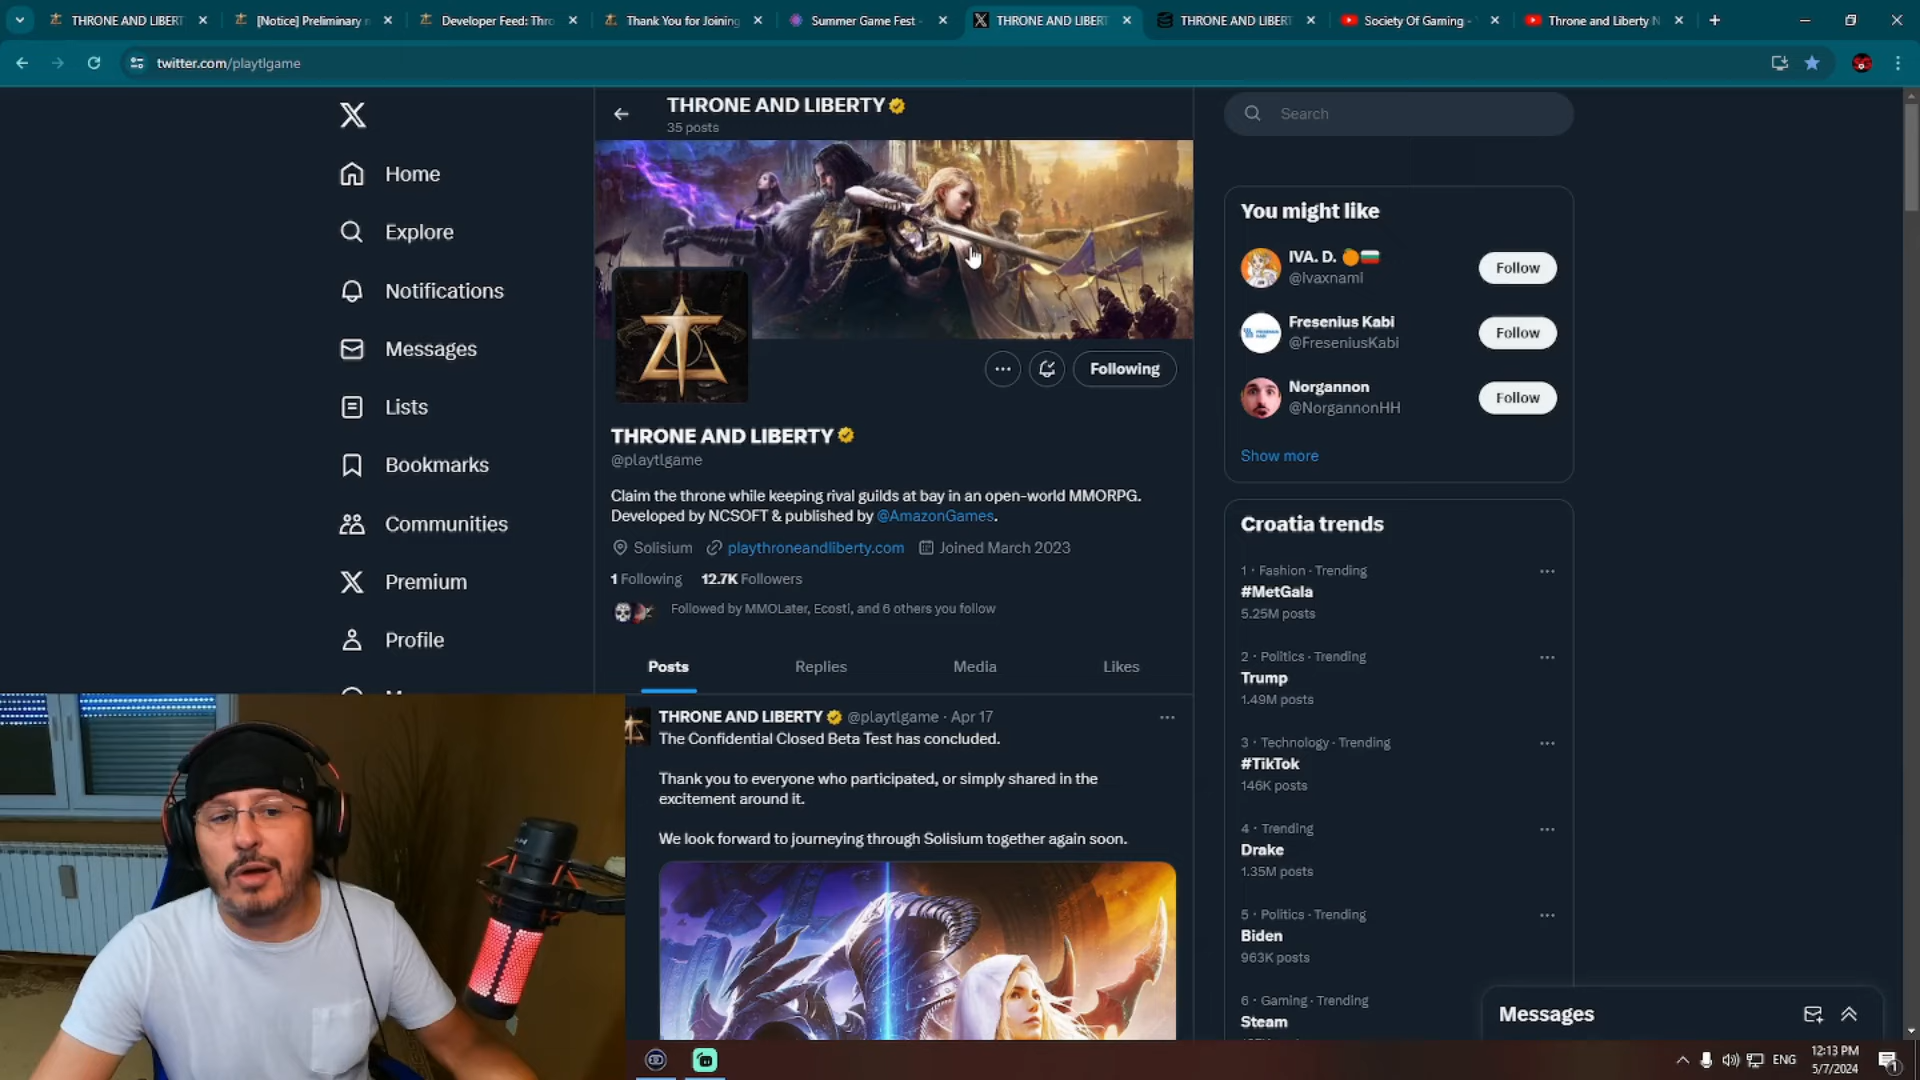 THRONE AND LIBERT
[Notice] Preliminary
Developer Feed: Thro
Thank You for Joining
Summer Game Fest -
THRONE AND LIBERT
THRONE AND LIBERT
Society Of Gaming -
Throne and Liberty N
twitter.com/playtlgame
THRONE AND LIBERTY
35 posts
Search
Home
Explore
Notifications
Messages
Lists
Bookmarks
Communities
Premium
Profile
Following
THRONE AND LIBERTY
@playtlgame
Claim the throne while keeping rival guilds at bay in an open-world MMORPG.
Developed by NCSOFT & published by @AmazonGames.
Solisium playthroneandliberty.com Joined March 2023
1 Following 12.7K Followers
Followed by MMOLater, Ecosti, and 6 others you follow
Posts Replies Media Likes
THRONE AND LIBERTY @playtlgame · Apr 17
The Confidential Closed Beta Test has concluded.
Thank you to everyone who participated, or simply shared in the
excitement around it.
We look forward to journeying through Solisium together again soon.
You might like
IVA. D.
@Ivaxnaml
Follow
Fresenius Kabi
@FreseniusKabi
Follow
Norgannon
@NorgannonHH
Follow
Show more
Croatia trends
1 · Fashion · Trending
#MetGala
5.25M posts
2 · Politics · Trending
Trump
1.49M posts
3 · Technology · Trending
#TikTok
146K posts
4 · Trending
Drake
1.35M posts
5 · Politics · Trending
Biden
963K posts
6 · Gaming · Trending
Steam
Messages
ENG
12:13 PM
5/7/2024
1